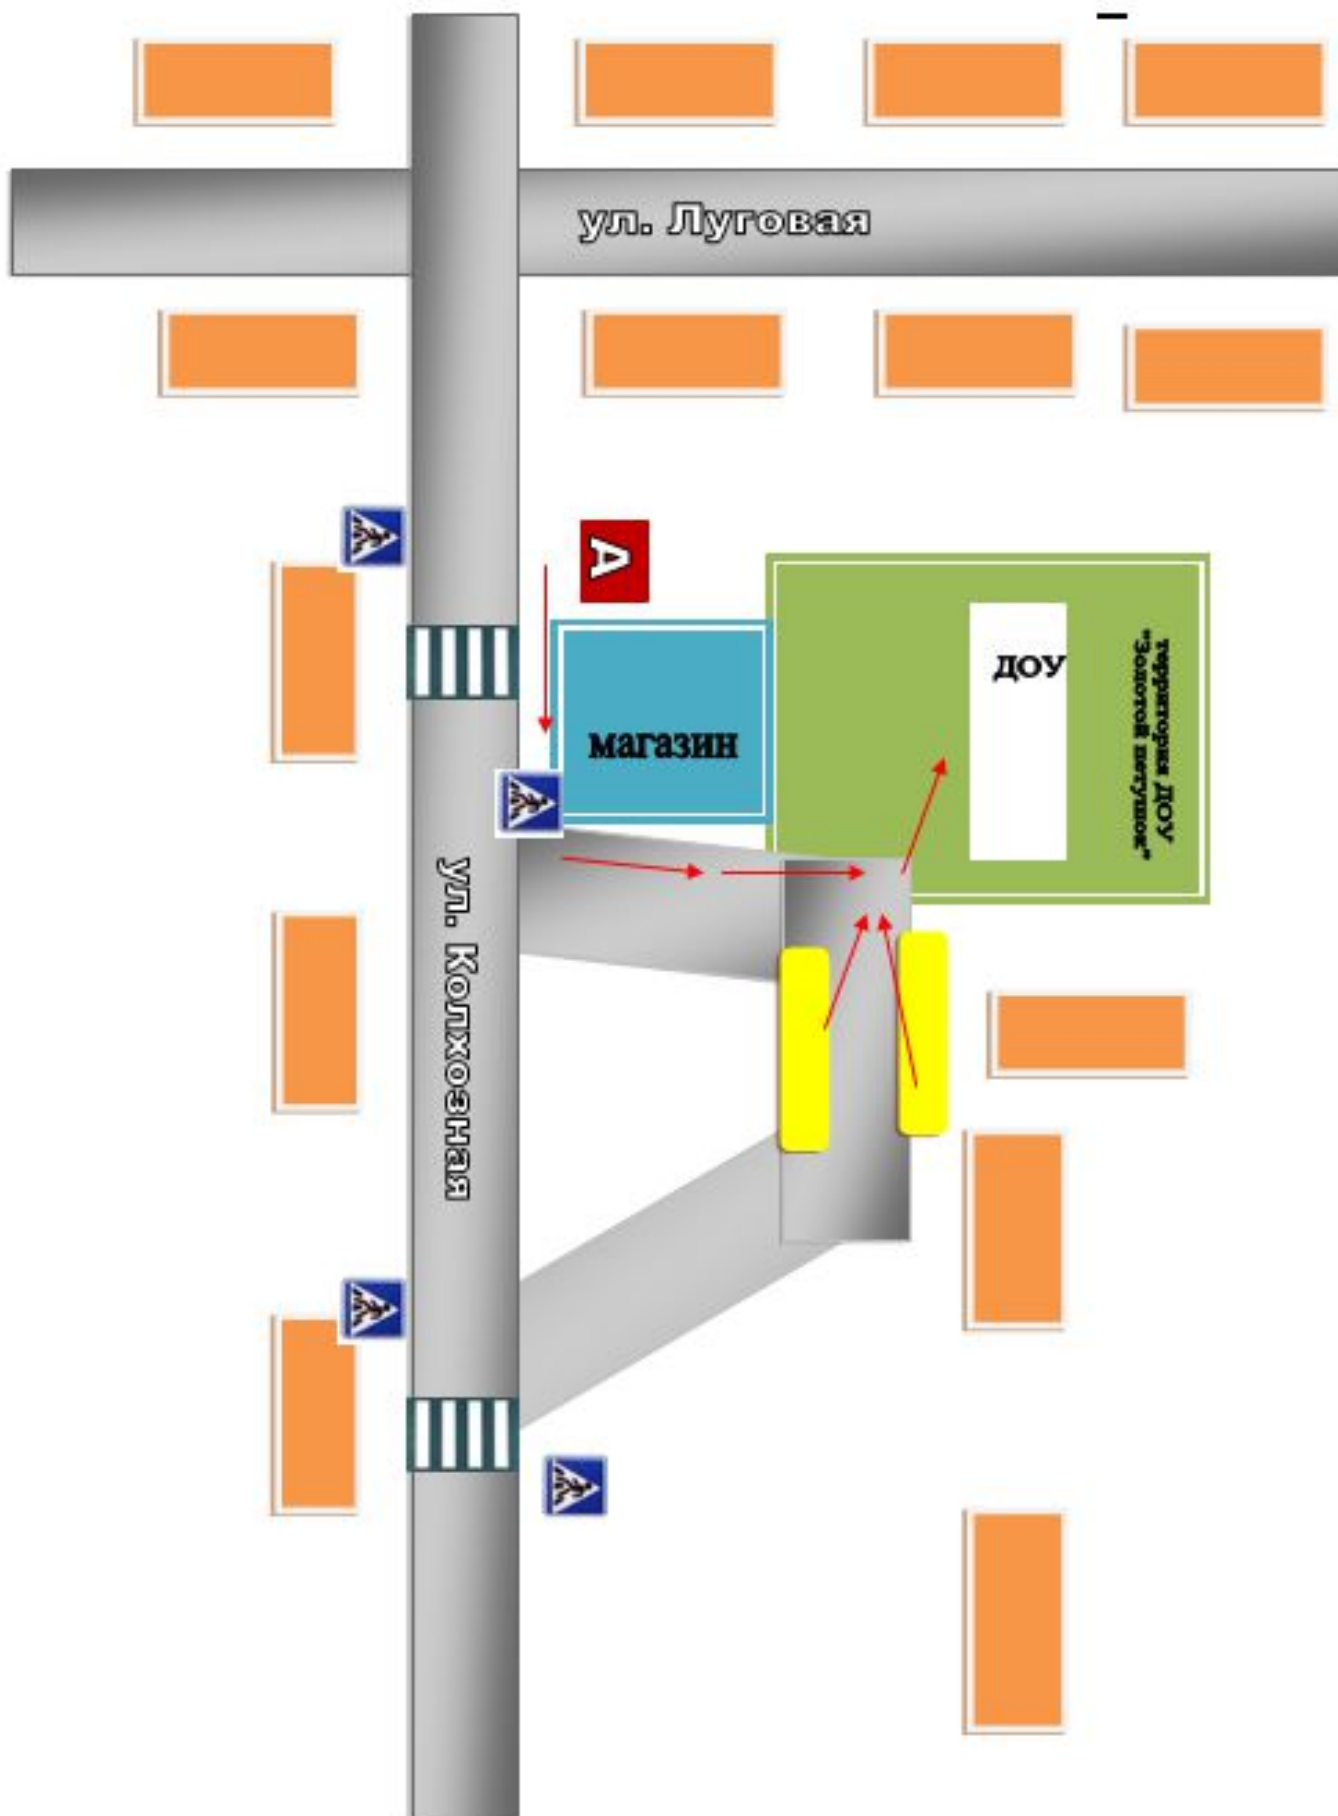 ул. Луговая
А
ДОУ
территория ДОУ
"Золотой петушок"
магазин
ул. Колхозная